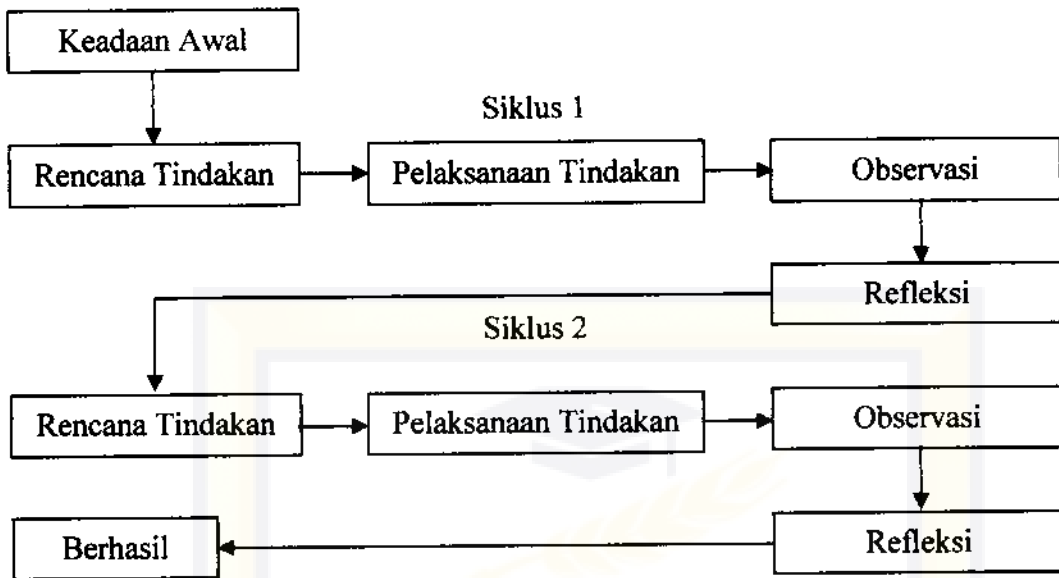 Keadaan Awal
Siklus 1
Rencana Tindakan
Pelaksanaan Tindakan
Observasi
Refleksi
Siklus 2
Rencana Tindakan
Pelaksanaan Tindakan
Observasi
Berhasil
Refleksi